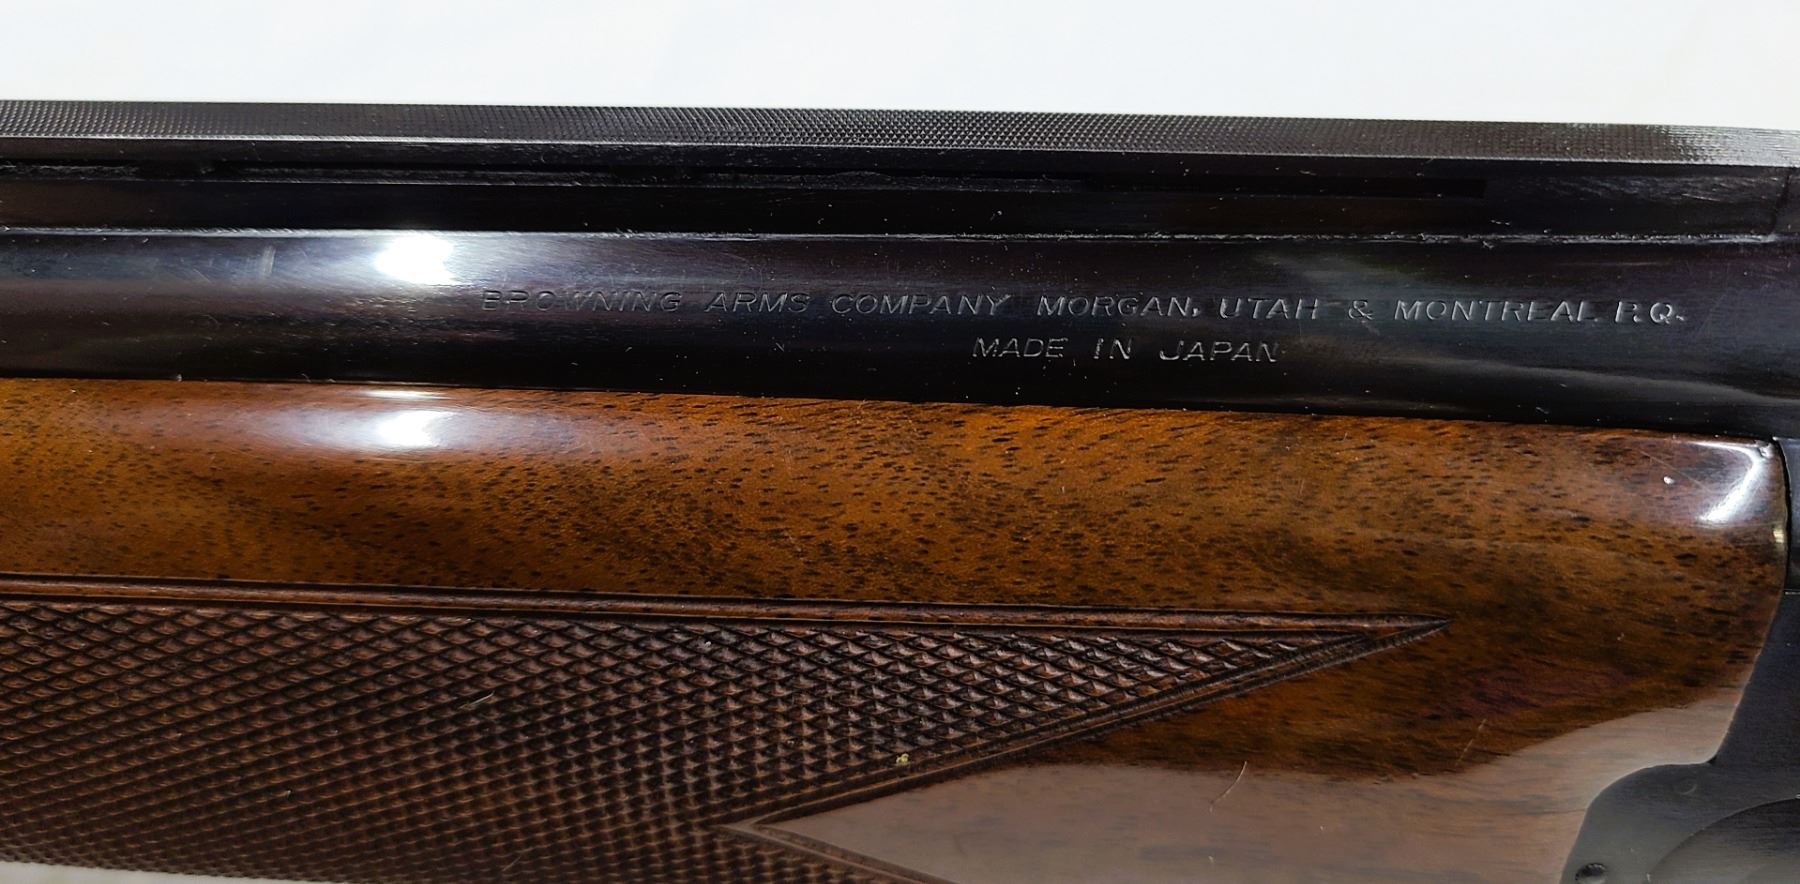 BROWNING ARMS COMPANY MORGAN, UTAH & MONTREAL P.Q.
MADE IN JAPAN